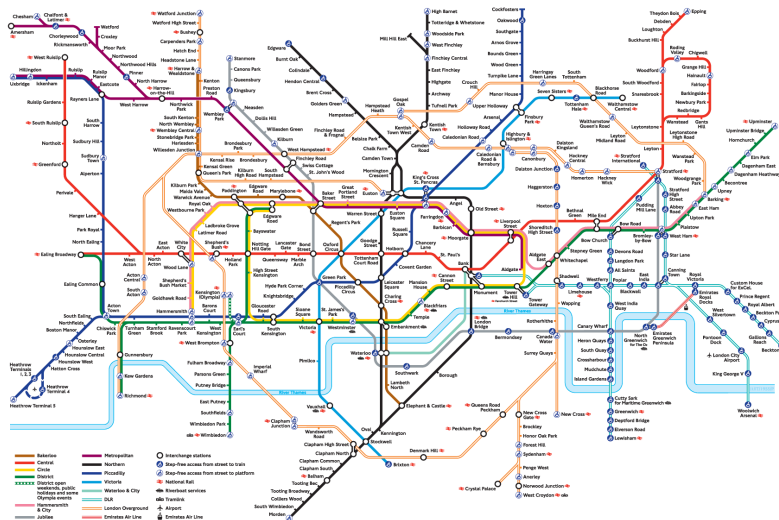 Chesham
Chalfont &
Latimer
Amersham
Chorleywood
Rickmansworth
Watford
Croxley
Moor Park
Northwood
Northwood Hills
Pinner
North Harrow
Harrow-
on-the-Hill
West Harrow
Northwick
Park
Preston
Road
Wembley
Park
Watford Junction
Watford High Street
Bushey
Carpenders Park
Hatch End
Headstone Lane
Harrow &
Wealdstone
Kenton
South Kenton
North Wembley
Wembley Central
Stonebridge Park
Harlesden
Willesden Junction
Kensal Rise
Kensal Green
Queen's Park
Kilburn Park
Maida Vale
Warwick Avenue
Royal Oak
Westbourne Park
Stanmore
Canons Park
Queensbury
Kingsbury
Neasden
Dollis Hill
Willesden Green
Kilburn
West Hampstead
Brondesbury
Park
Brondesbury
Finchley Road
Swiss Cottage
St. John's Wood
Kilburn
High Road
South
Hampstead
Edgware
Burnt Oak
Colindale
Hendon Central
Brent Cross
Golders Green
Hampstead
Hampstead
Heath
Finchley Road
& Frognal
Belsize Park
Chalk Farm
Camden Town
Mornington
Crescent
Euston
High Barnet
Totteridge & Whetstone
Woodside Park
West Finchley
Mill Hill East
Finchley Central
East Finchley
Highgate
Archway
Tufnell Park
Gospel
Oak
Kentish
Town West
Kentish
Town
Camden
Road
Cockfosters
Oakwood
Southgate
Arnos Grove
Bounds Green
Wood Green
Turnpike Lane
Manor House
Crouch
Hill
Upper Holloway
Harringay
Green Lanes
South
Tottenham
Seven Sisters
Tottenham
Hale
Blackhorse
Road
Walthamstow
Central
Walthamstow
Queen's Road
Finsbury
Park
Arsenal
Holloway Road
Caledonian Road
Caledonian
Road &
Barnsbury
Highbury &
Islington
Canonbury
Dalston
Kingsland
Dalston Junction
Haggerston
Hoxton
Shoreditch
High Street
Hackney
Central
Homerton
Hackney
Wick
Leyton
Midland Road
Leyton
Leytonstone
Leytonstone
High Road
Wanstead
Park
Woodgrange
Park
Stratford
International
Stratford
Stratford
High Street
Abbey
Road
Pudding
Mill Lane
Theydon Bois
Epping
Debden
Loughton
Buckhurst Hill
Roding
Valley
Chigwell
Grange Hill
Hainault
Fairlop
Barkingside
Newbury Park
Redbridge
Wanstead
Gants
Hill
Woodford
South Woodford
Snaresbrook
Upminster
Upminster Bridge
Hornchurch
Elm Park
Dagenham East
Dagenham Heathway
Becontree
Upney
Barking
East Ham
Upton Park
Plaistow
West Ham
Star Lane
Canning
Town
Bromley-
by-Bow
Bow Road
Bow Church
Mile End
Stepney Green
Bethnal
Green
Whitechapel
Devons Road
Langdon Park
All Saints
Poplar
Blackwall
East
India
West India
Quay
Canary Wharf
Heron Quays
South Quay
Crossharbour
Mudchute
Island Gardens
Cutty Sark
for Maritime Greenwich
Greenwich
Deptford Bridge
Elverson Road
Lewisham
Limehouse
Westferry
Shadwell
Wapping
Rotherhithe
Canada
Water
Surrey Quays
Bermondsey
London
Bridge
North
Greenwich
for The O2
Emirates
Greenwich
Peninsula
Royal
Victoria
Emirates
Royal
Docks
West
Silvertown
Pontoon
Dock
London
City Airport
King George V
Woolwich
Arsenal
Custom House
for ExCeL
Prince Regent
Royal Albert
Gallions
Reach
Uxbridge
Hillingdon
Ickenham
Ruislip
Ruislip
Manor
Eastcote
Rayners Lane
West Ruislip
Ruislip Gardens
South Ruislip
Northolt
Greenford
Perivale
South
Harrow
Sudbury Hill
Sudbury
Town
Alperton
Hanger Lane
Park Royal
North Ealing
Ealing Broadway
Ealing Common
West
Acton
North
Acton
East
Acton
White
City
Wood
Lane
Shepherd's
Bush
Shepherd's
Bush Market
Goldhawk Road
Hammersmith
Ladbroke Grove
Latimer Road
Holland
Park
Notting
Hill Gate
Queensway
Lancaster
Gate
Marble
Arch
Bond
Street
Oxford
Circus
Tottenham
Court Road
Holborn
Chancery
Lane
St. Paul's
Bank
Liverpool
Street
Paddington
Edgware
Road
Marylebone
Edgware
Road
Bayswater
Baker
Street
Great
Portland
Street
Regent's Park
Warren Street
Euston
Square
King's Cross
St. Pancras
Angel
Old Street
Moorgate
Barbican
Farringdon
Russell
Square
Goodge
Street
Covent Garden
Leicester
Square
Piccadilly
Circus
Green Park
Hyde Park Corner
Knightsbridge
High Street
Kensington
Kensington
(Olympia)
Gloucester
Road
South
Kensington
Sloane
Square
Victoria
St. James's
Park
Westminster
Charing
Cross
Embankment
Temple
Blackfriars
Mansion
House
Cannon
Street
Monument
Tower
Hill
Tower
Gateway
Aldgate
Aldgate
East
Acton
Central
South
Acton
Acton
Town
Chiswick
Park
Turnham
Green
Stamford
Brook
Ravenscourt
Park
Barons
Court
West
Kensington
Earl's
Court
West Brompton
Fulham Broadway
Parsons Green
Putney Bridge
East Putney
Southfields
Wimbledon Park
Wimbledon
Gunnersbury
Kew Gardens
Richmond
South Ealing
Northfields
Boston Manor
Osterley
Hounslow East
Hounslow Central
Hounslow West
Hatton Cross
Heathrow
Terminals
1, 2, 3
Heathrow
Terminal 4
Heathrow Terminal 5
Imperial
Wharf
Clapham
Junction
Wandsworth
Road
Clapham High Street
Clapham North
Clapham Common
Clapham South
Balham
Tooting Bec
Tooting Broadway
Colliers Wood
South Wimbledon
Morden
Pimlico
Vauxhall
Brixton
Stockwell
Oval
Kennington
Waterloo
Southwark
Lambeth
North
Elephant & Castle
Borough
River Thames
River Thames
Denmark Hill
Peckham Rye
Queens Road
Peckham
New Cross
Gate
New Cross
Brockley
Honor Oak Park
Forest Hill
Sydenham
Penge West
Anerley
Norwood Junction
Crystal Palace
West Croydon
Bakerloo
Central
Circle
District
District open
weekends, public
holidays and some
Olympia events
Hammersmith
& City
Jubilee
Metropolitan
Northern
Piccadilly
Victoria
Waterloo & City
DLR
London Overground
Emirates Air Line
Interchange stations
Step-free access from street to train
Step-free access from street to platform
National Rail
Riverboat services
Tramlink
Airport
Emirates Air Line